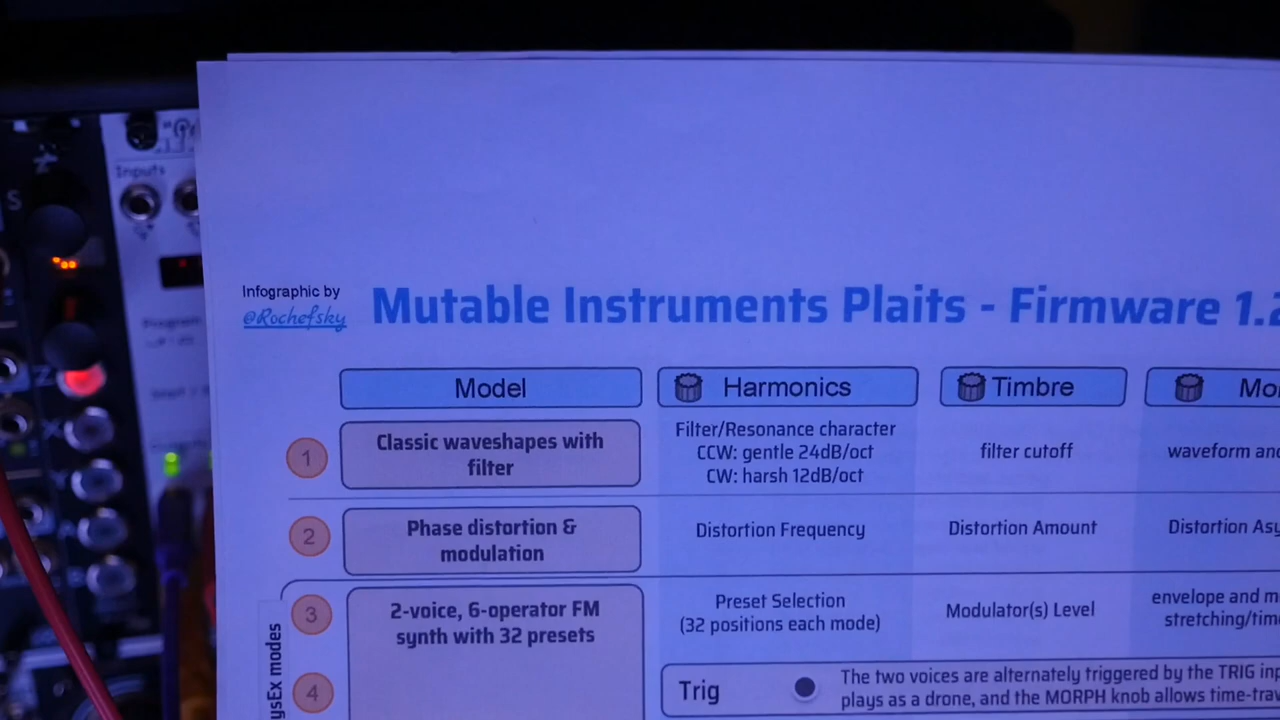 Inputs
Infographic by
@Rochefsky
Mutable Instruments Plaits - Firmware 1.2
Model
Harmonics
Timbre
1
Classic waveshapes with
filter
Filter/Resonance character
CCW: gentle 24dB/oct
CW: harsh 12dB/oct
filter cutoff
waveform and
2
Phase distortion &
modulation
Distortion Frequency
Distortion Amount
Distortion
3
2-voice, 6-operator FM
synth with 32 presets
Preset Selection
(32 positions each mode)
Modulator(s) Level
envelope and
4
Trig
The two voices are alternately triggered by the TRIG
plays as a drone, and the MORPH knob allows
modes